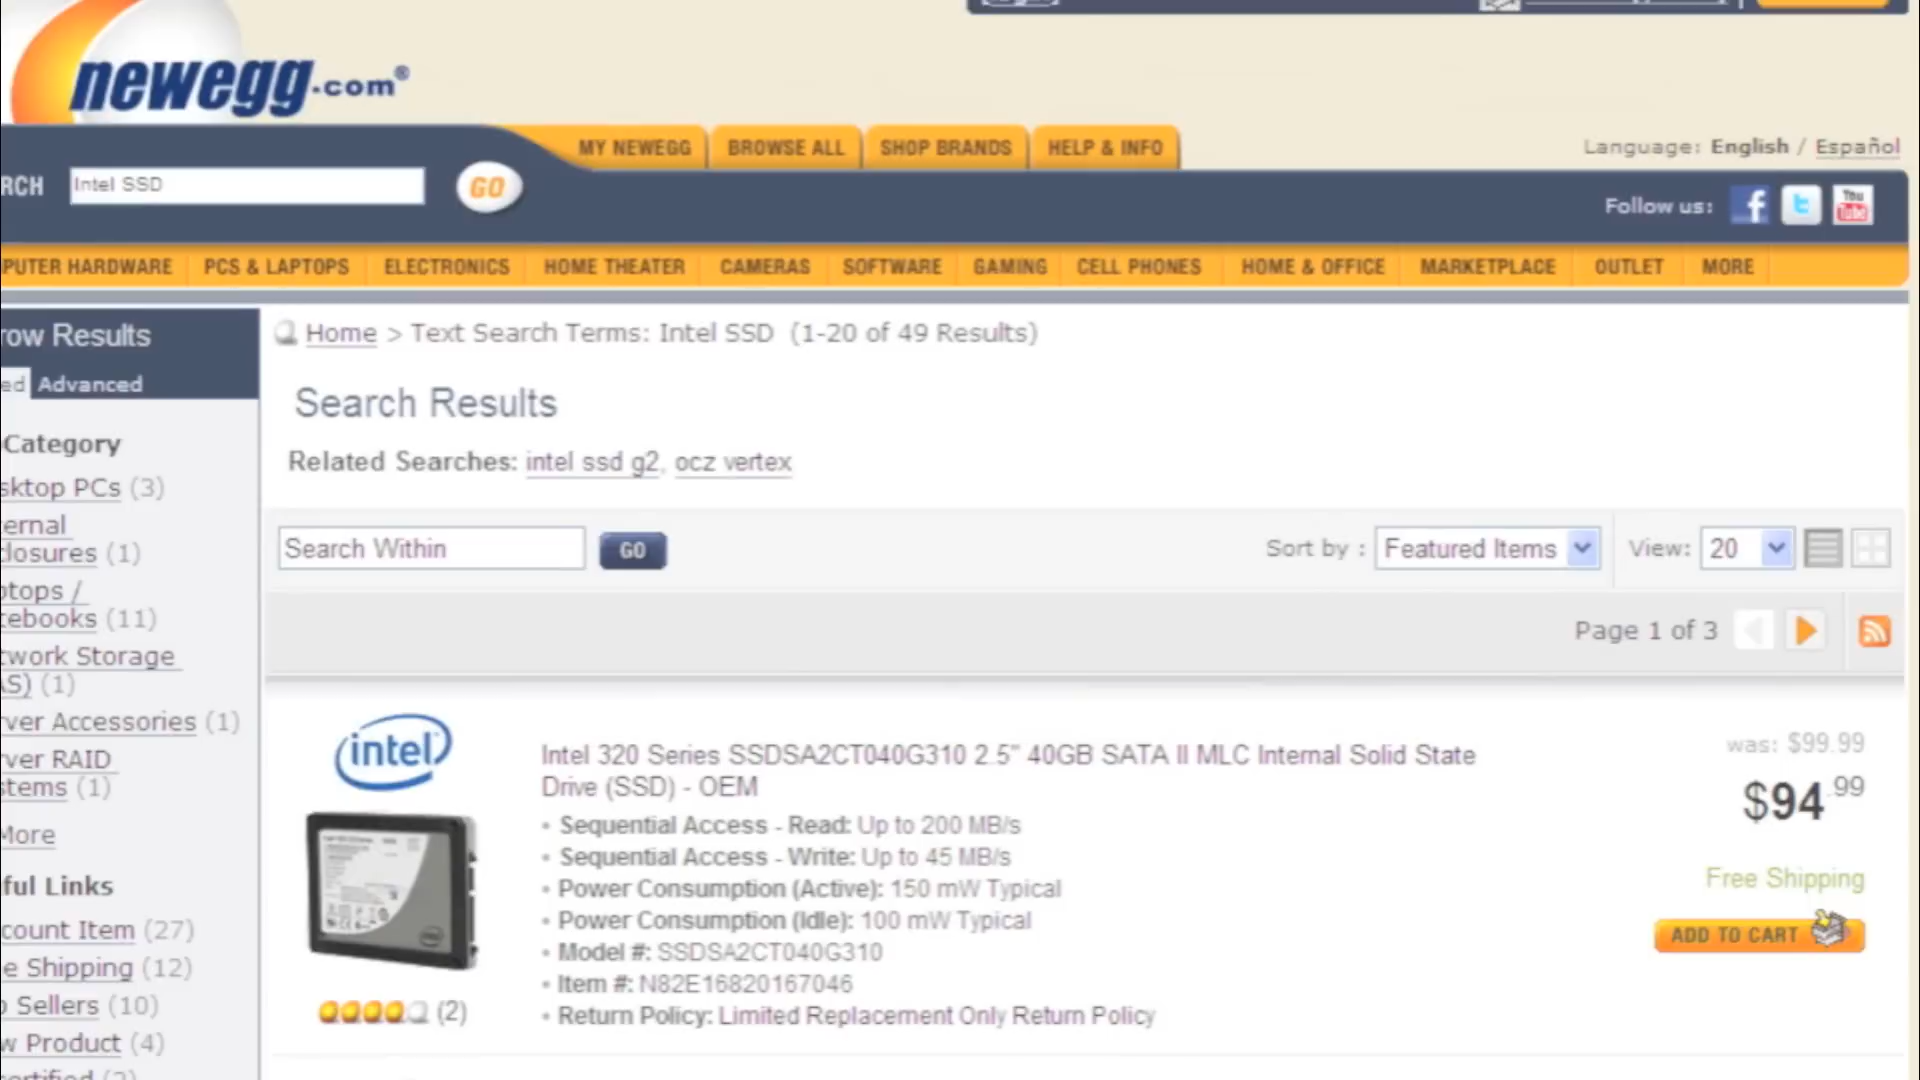 newegg.com®
MY NEWEGG
BROWSE ALL
SHOP BRANDS
HELP & INFO
Language: English / Español
RCH
Intel SSD
GO
Follow us:
f
t
You Tube
PUTER HARDWARE
PCS & LAPTOPS
ELECTRONICS
HOME THEATER
CAMERAS
SOFTWARE
GAMING
CELL PHONES
HOME & OFFICE
MARKETPLACE
OUTLET
MORE
row Results
ed
Advanced
Category
sktop PCs (3)
ernal
closures (1)
ptops /
tebooks (11)
twork Storage
AS) (1)
ver Accessories (1)
ver RAID
stems (1)
More
ful Links
count Item (27)
e Shipping (12)
p Sellers (10)
w Product (4)
Home > Text Search Terms: Intel SSD (1-20 of 49 Results)
Search Results
Related Searches: intel ssd g2, ocz vertex
Search Within
GO
Sort by :
Featured Items
View:
20
Page 1 of 3
intel
Intel 320 Series SSDSA2CT040G310 2.5" 40GB SATA II MLC Internal Solid State
Drive (SSD) - OEM
• Sequential Access - Read: Up to 200 MB/s
• Sequential Access - Write: Up to 45 MB/s
• Power Consumption (Active): 150 mW Typical
• Power Consumption (Idle): 100 mW Typical
• Model #: SSDSA2CT040G310
• Item #: N82E16820167046
• Return Policy: Limited Replacement Only Return Policy
(2)
was: $99.99
$94.99
Free Shipping
ADD TO CART